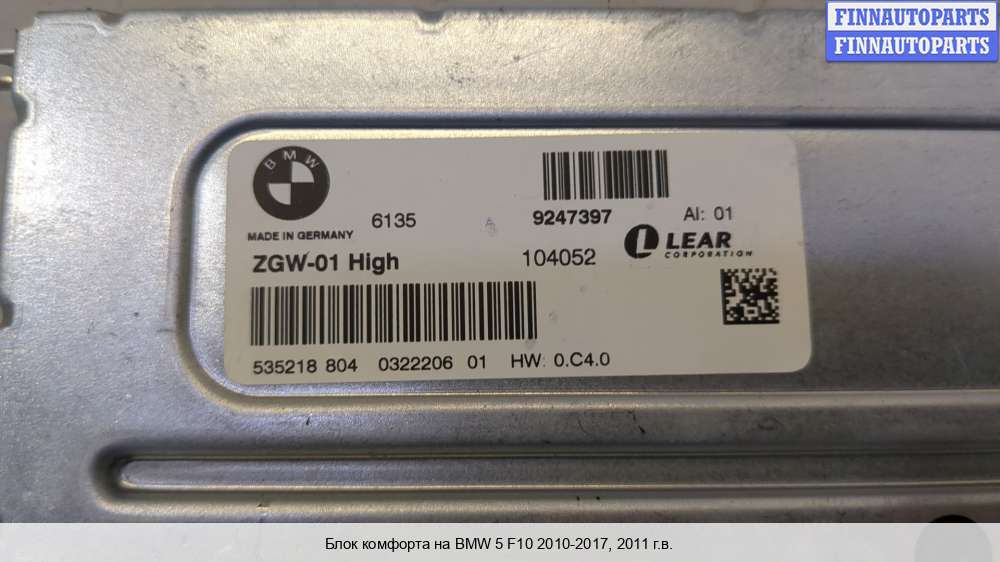 FINNAUTOPARTS
FINNAUTOPARTS
BMW
6135 9247397 AI: 01
MADE IN GERMANY
ZGW-01 High 104052 LEAR
CORPORATION
535218 804 0322206 01 HW: 0.C4.0
Блок комфорта на BMW 5 F10 2010-2017, 2011 г.в.